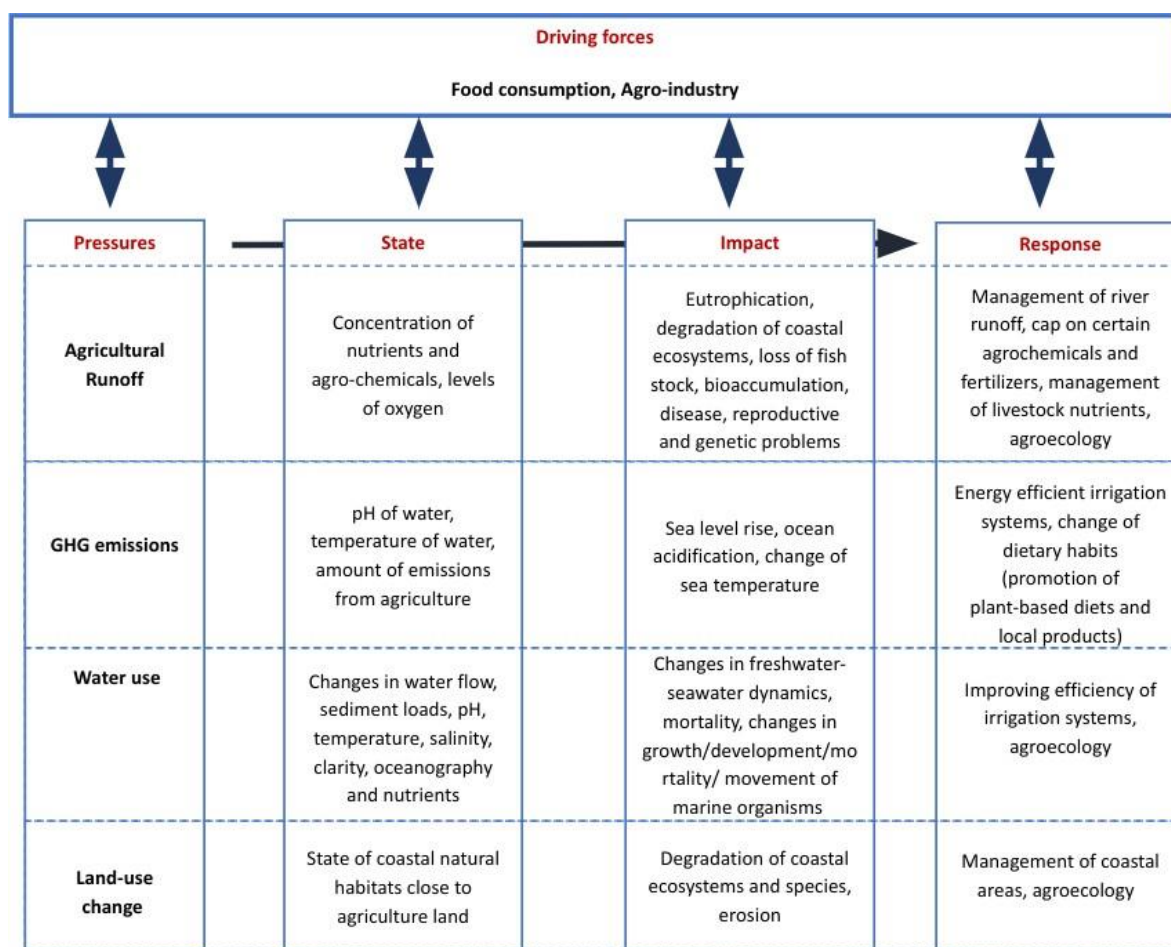 Driving forces
Food consumption, Agro-industry
Pressures
State
Impact
Response
Agricultural
Runoff
Concentration of
nutrients and
agro-chemicals, levels
of oxygen
Eutrophication,
degradation of coastal
ecosystems, loss of fish
stock, bioaccumulation,
disease, reproductive
and genetic problems
Management of river
runoff, cap on certain
agrochemicals and
fertilizers, management
of livestock nutrients,
agroecology
GHG emissions
pH of water,
temperature of water,
amount of emissions
from agriculture
Sea level rise, ocean
acidification, change of
sea temperature
Energy efficient irrigation
systems, change of
dietary habits
(promotion of
plant-based diets and
local products)
Water use
Changes in water flow,
sediment loads, pH,
temperature, salinity,
clarity, oceanography
and nutrients
Changes in freshwater-
seawater dynamics,
mortality, changes in
growth/development/mo
rtality/ movement of
marine organisms
Improving efficiency of
irrigation systems,
agroecology
Land-use
change
State of coastal natural
habitats close to
agriculture land
Degradation of coastal
ecosystems and species,
erosion
Management of coastal
areas, agroecology